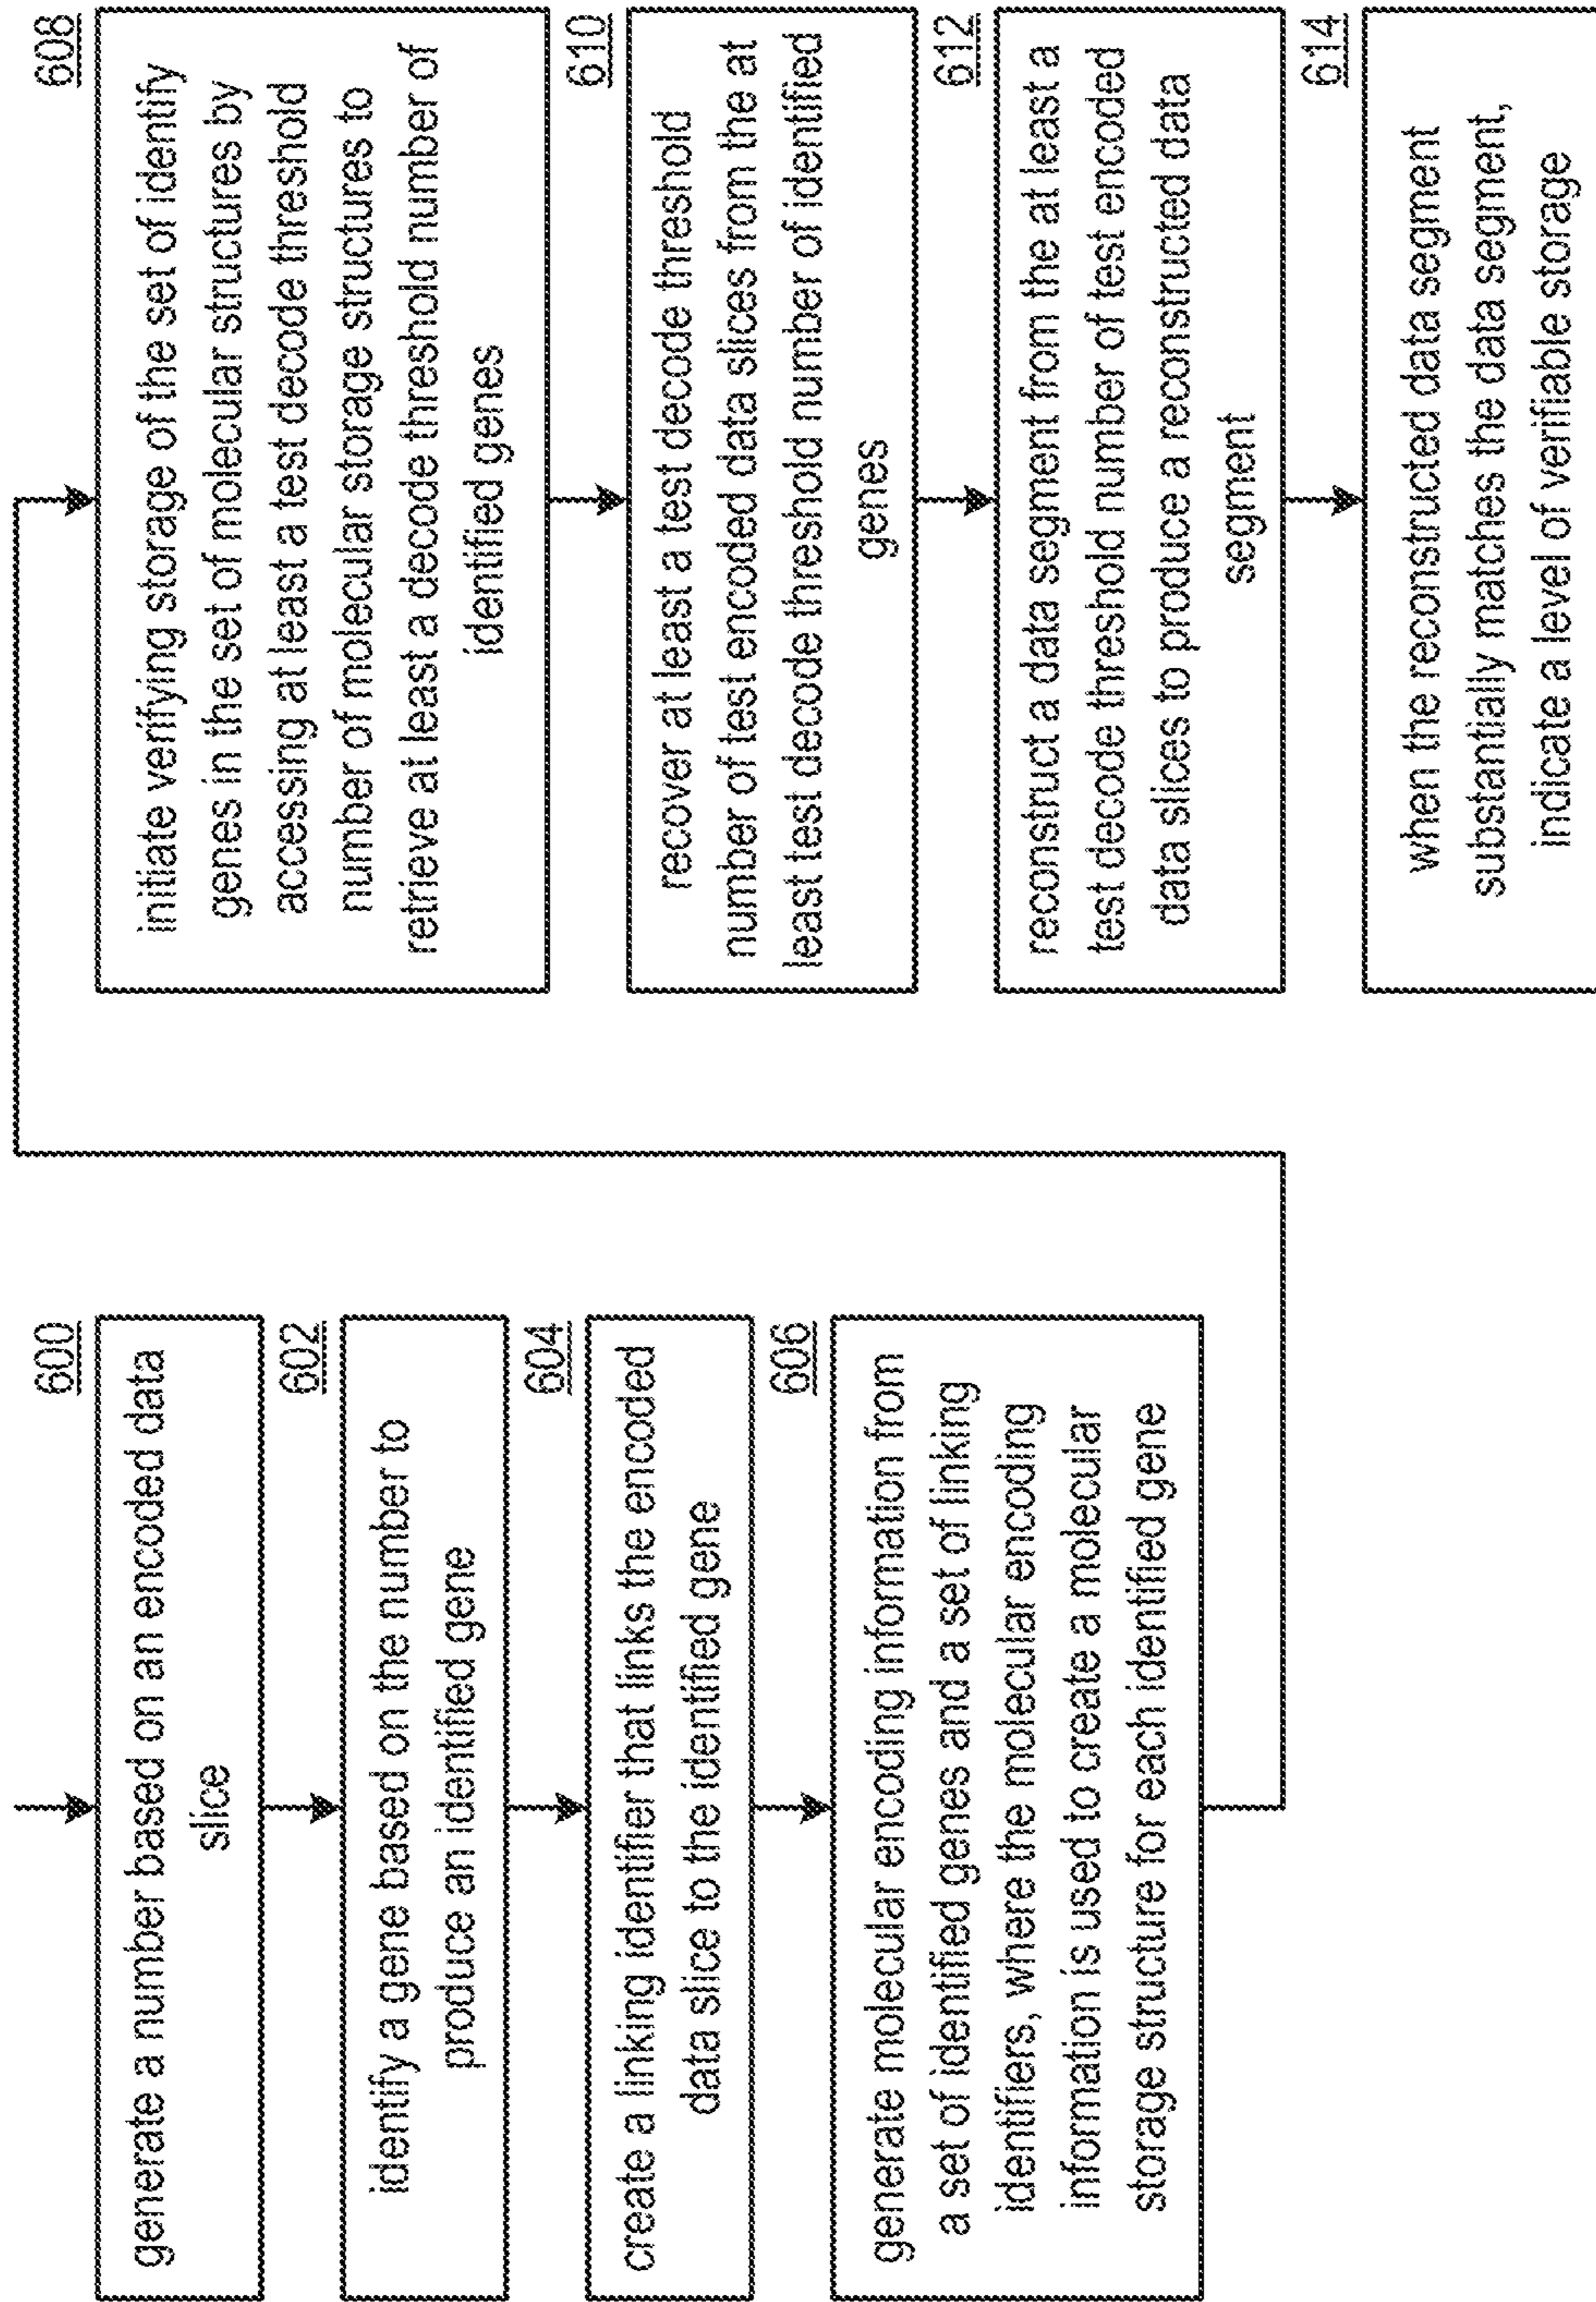 600
generate a number based on an encoded data
slice
602
identify a gene based on the number to
produce an identified gene
604
create a linking identifier that links the encoded
data slice to the identified gene
606
generate molecular encoding information from
a set of identified genes and a set of linking
identifiers, where the molecular encoding
information is used to create a molecular
storage structure for each identified gene
608
initiate verifying storage of the set of identify
genes in the set of molecular structures by
accessing at least a test decode threshold
number of molecular storage structures to
retrieve at least a decode threshold number of
identified genes
610
recover at least a test decode threshold
number of test encoded data slices from the at
least test decode threshold number of identified
genes
612
reconstruct a data segment from the at least a
test decode threshold number of test encoded
data slices to produce a reconstructed data
segment
614
when the reconstructed data segment
substantially matches the data segment,
indicate a level of verifiable storage